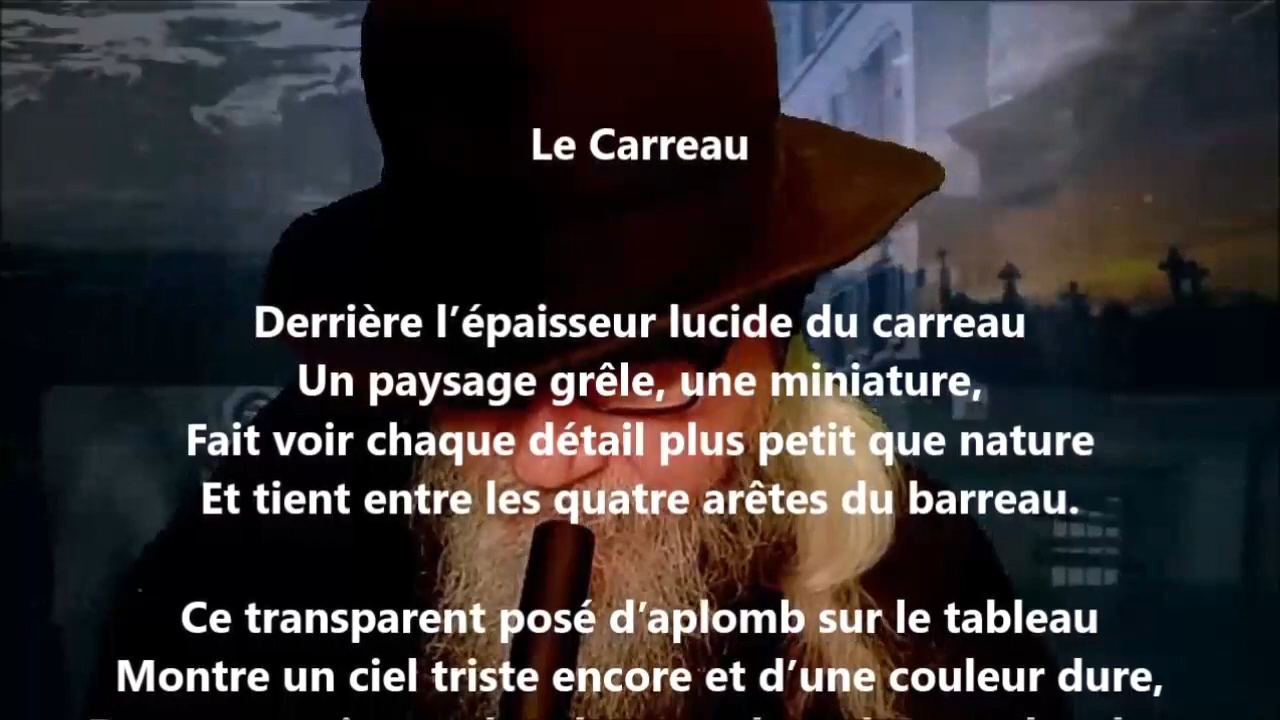 Le Carreau
Derrière l’épaisseur lucide du carreau
Un paysage grêle, une miniature,
Fait voir chaque détail plus petit que nature
Et tient entre les quatre arêtes du barreau.
Ce transparent posé d’aplomb sur le tableau
Montre un ciel triste encore et d’une couleur dure,